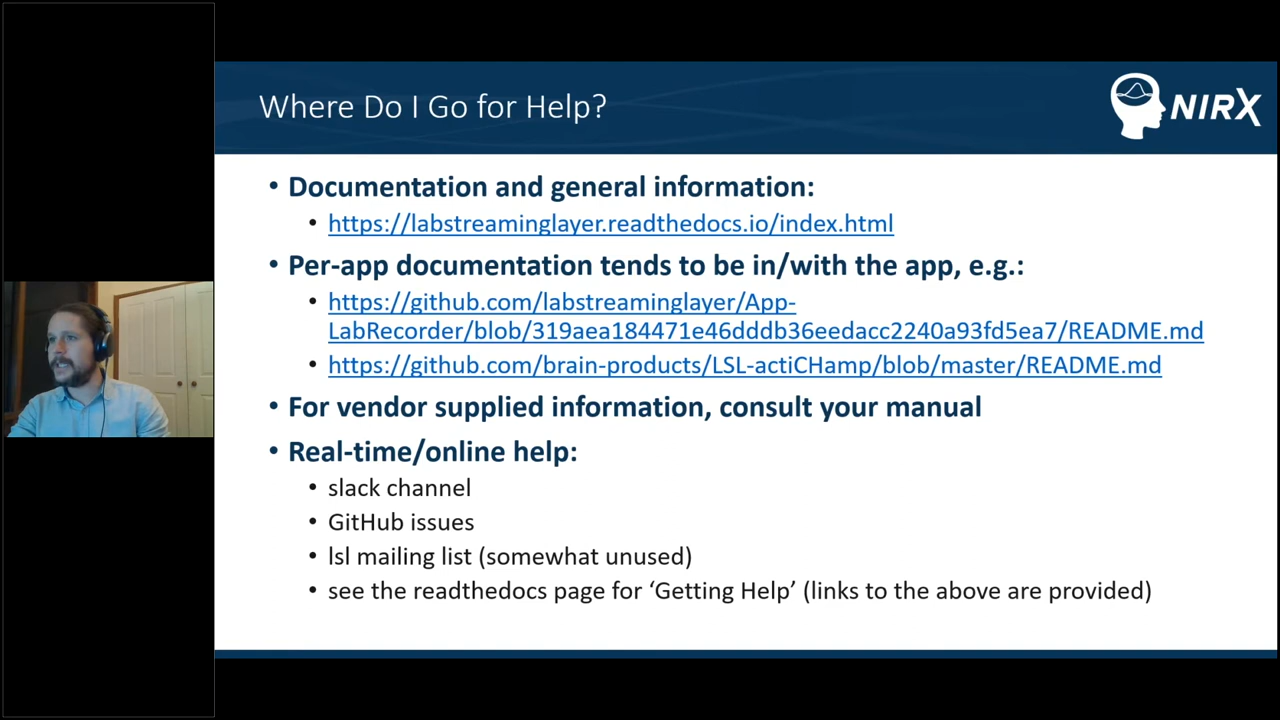 Where Do I Go for Help?
NIRX
• Documentation and general information:
• https://labstreaminglayer.readthedocs.io/index.html
• Per-app documentation tends to be in/with the app, e.g.:
• https://github.com/labstreaminglayer/App-
LabRecorder/blob/319aea184471e46dddb36eedacc2240a93fd5ea7/README.md
• https://github.com/brain-products/LSL-actiCHamp/blob/master/README.md
• For vendor supplied information, consult your manual
• Real-time/online help:
• slack channel
• GitHub issues
• lsl mailing list (somewhat unused)
• see the readthedocs page for ‘Getting Help’ (links to the above are provided)